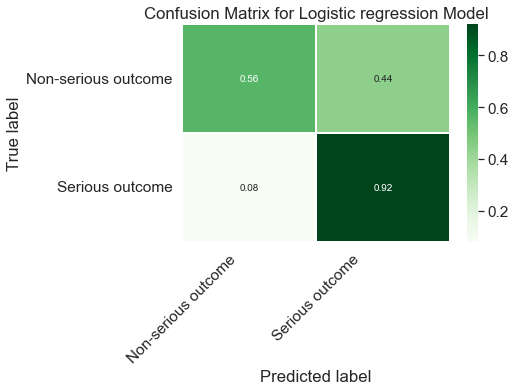 Confusion Matrix for Logistic regression Model
Non-serious outcome
0.56
0.44
Serious outcome
0.08
0.92
True label
0.8
0.6
0.4
0.2
Non-serious outcome
Serious outcome
Predicted label